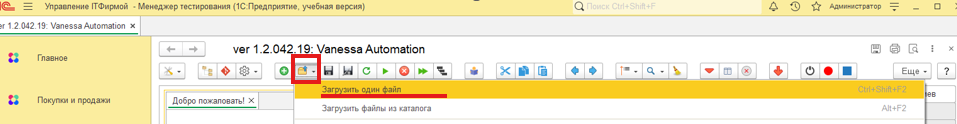 Управление ITФирмой - Менеджер тестирования (1С:Предприятие, учебная версия)
Поиск Ctrl+Shift+F
Администратор
ver 1.2.042.19: Vanessa Automation ×
Главное
ver 1.2.042.19: Vanessa Automation
Еще
?
Добро пожаловать! ×
Загрузить один файл
Ctrl+Shift+F2
Покупки и продажи
Загрузить файлы из каталога
Alt+F2